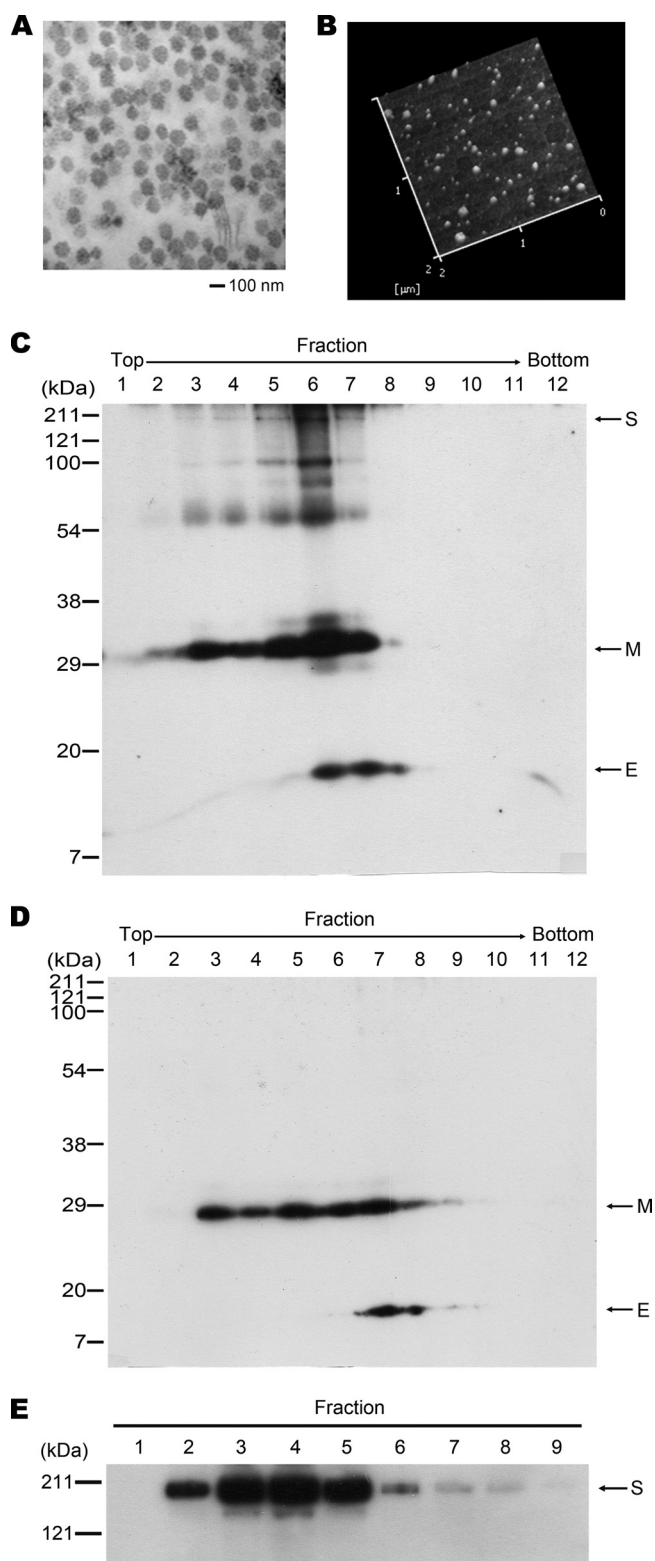 A
B
100 nm
1
2 2
1
0
[µm]
C
Top Fraction Bottom
(kDa) 1 2 3 4 5 6 7 8 9 10 11 12
211
121
100
54
38
29
20
7
S
M
E
D
Top Fraction Bottom
(kDa) 1 2 3 4 5 6 7 8 9 10 11 12
211
121
100
54
38
29
20
7
M
E
E
Fraction
(kDa) 1 2 3 4 5 6 7 8 9
211
121
S